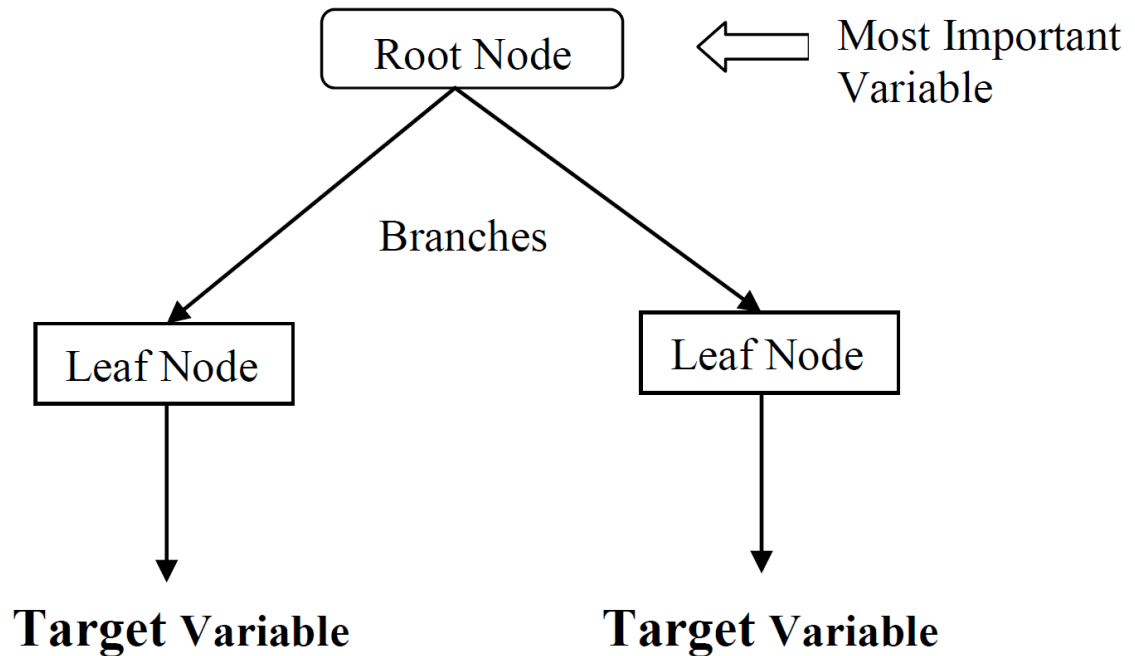 Root Node
Most Important
Variable
Branches
Leaf Node
Leaf Node
Target Variable
Target Variable